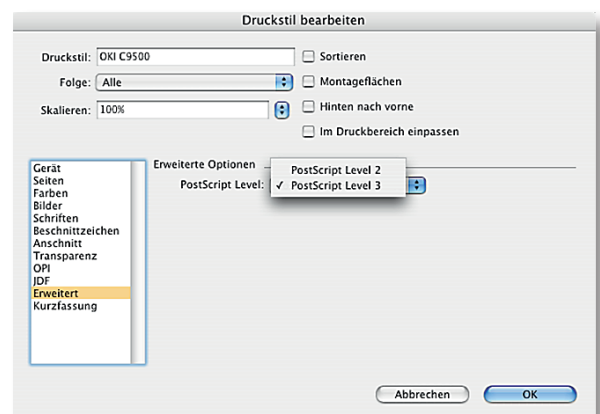 Druckstil bearbeiten
Druckstil: OKI C9500
Sortieren
Folge: Alle
Montageflächen
Skalieren: 100%
Hinten nach vorne
Im Druckbereich einpassen
Gerät
Seiten
Farben
Bilder
Schriften
Beschnittzeichen
Anschnitt
Transparenz
OPI
JDF
Erweitert
Kurzfassung
Erweiterte Optionen
PostScript Level:
PostScript Level 2
✓ PostScript Level 3
Abbrechen
OK